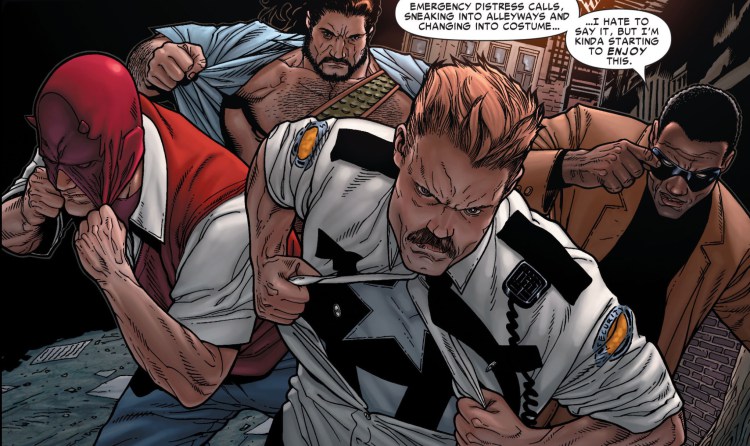 EMERGENCY DISTRESS CALLS,
SNEAKING INTO ALLEYWAYS AND
CHANGING INTO COSTUME...
...I HATE TO
SAY IT, BUT I'M
KINDA STARTING
TO ENJOY
THIS.
SECURITY